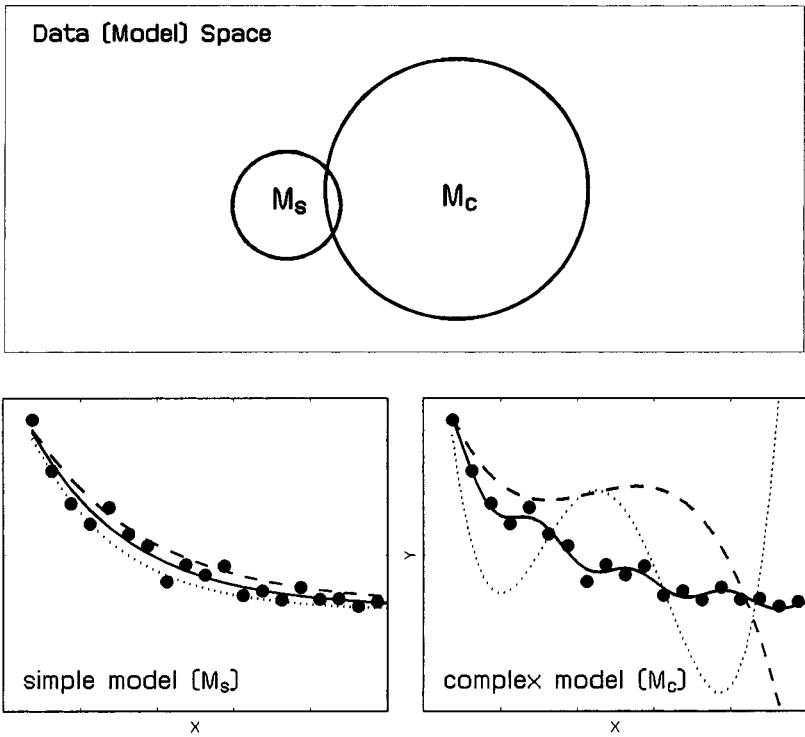 Data (Model) Space
Ms
Mc
simple model (Ms)
X
Y
complex model (Mc)
X